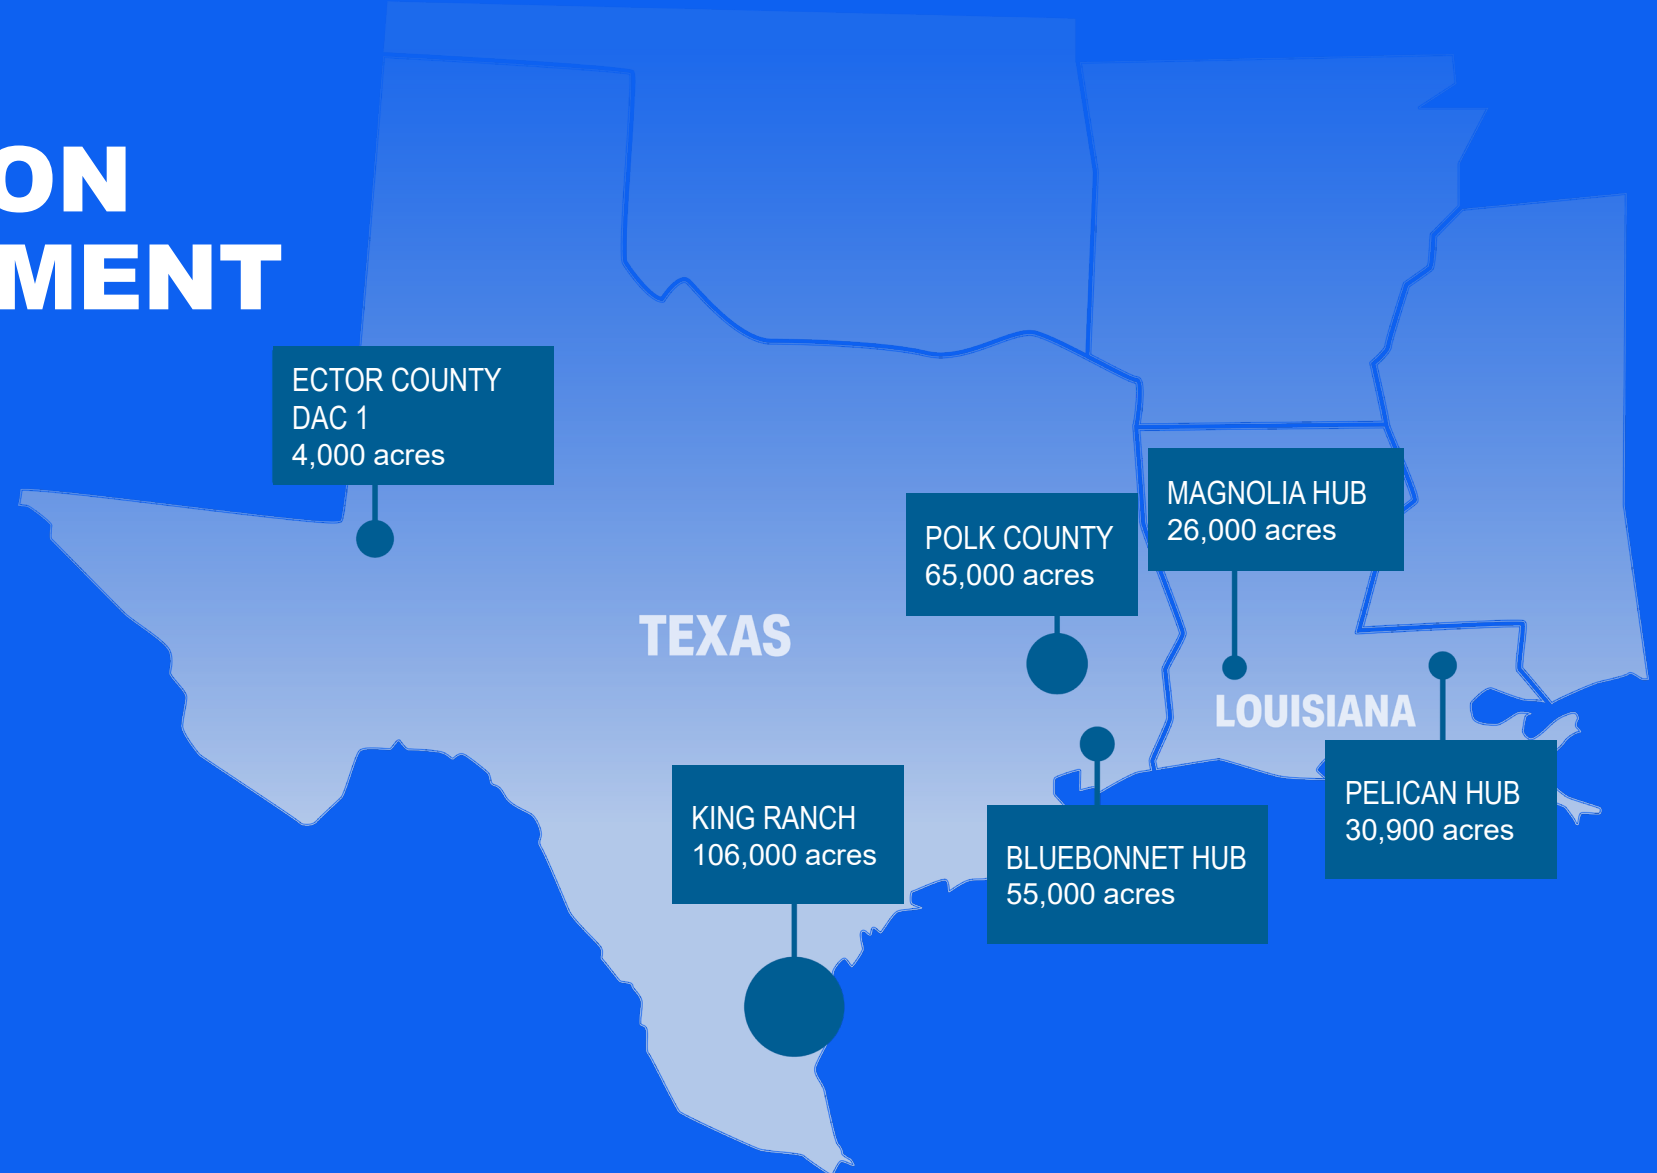 ON
MENT
ECTOR COUNTY
DAC 1
4,000 acres
POLK COUNTY
65,000 acres
MAGNOLIA HUB
26,000 acres
TEXAS
LOUISIANA
KING RANCH
106,000 acres
BLUEBONNET HUB
55,000 acres
PELICAN HUB
30,900 acres